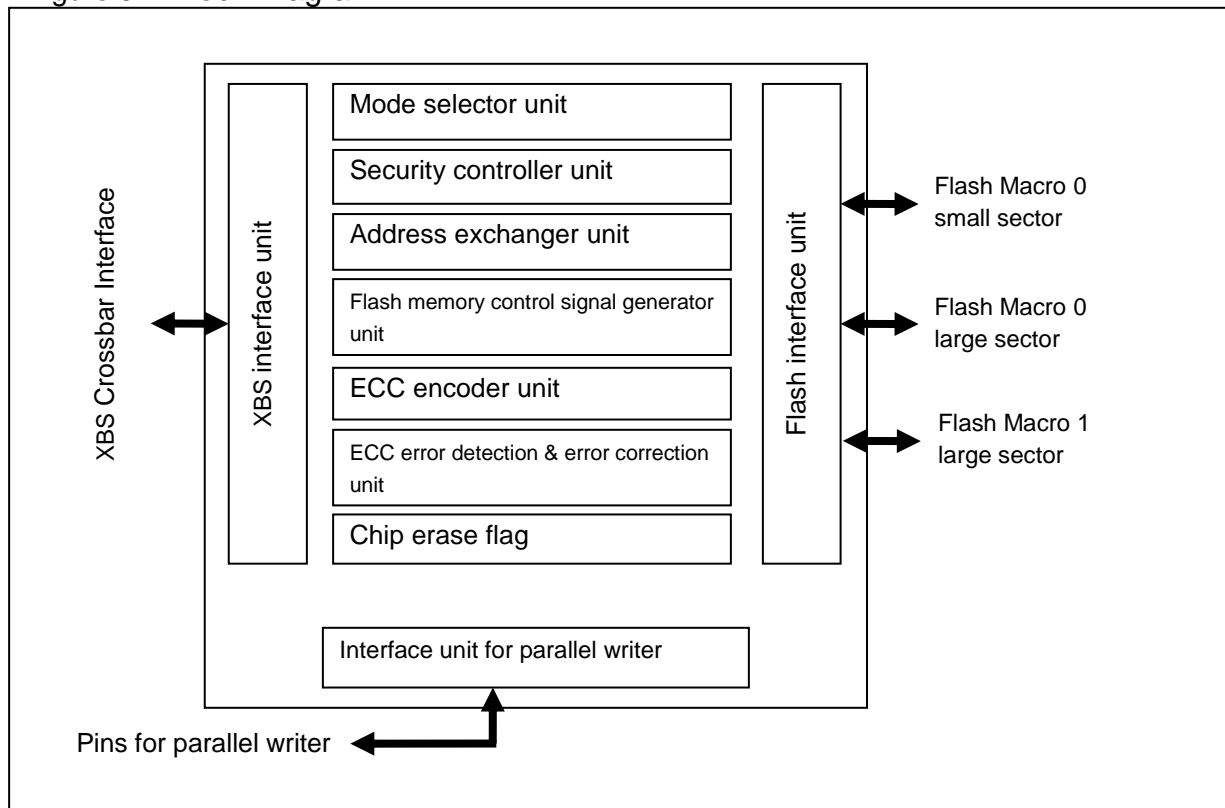 Mode selector unit
Security controller unit
Address exchanger unit
Flash memory control signal generator
unit
ECC encoder unit
ECC error detection & error correction
unit
Chip erase flag
XBS Crossbar Interface
XBS interface unit
Flash interface unit
Flash Macro 0
small sector
Flash Macro 0
large sector
Flash Macro 1
large sector
Interface unit for parallel writer
Pins for parallel writer